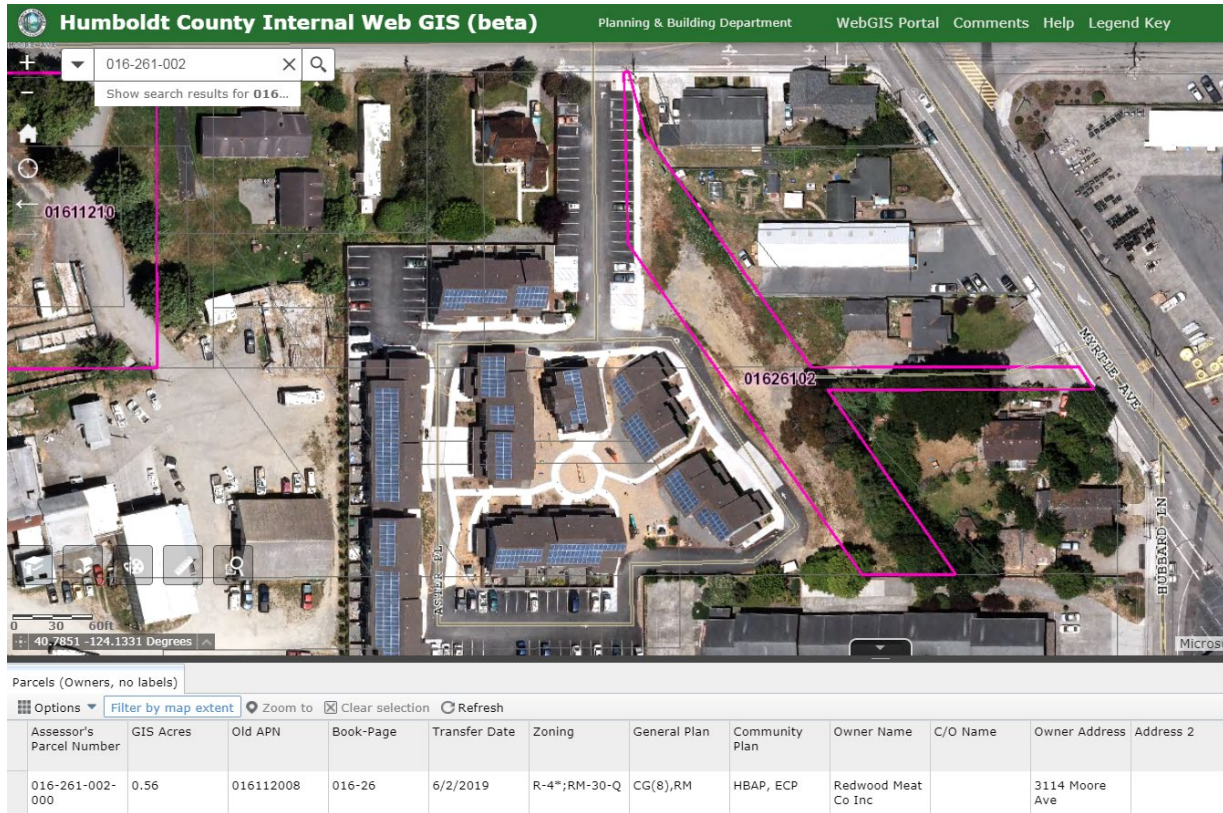 Humboldt County Internal Web GIS (beta)
Planning & Building Department
WebGIS Portal Comments Help Legend Key
016-261-002
Show search results for 016...
01611210
01626102
MYRTLE AVE
HUBBARD LN
ASTER PL
0 30 60ft
40.7851 -124.1331 Degrees
Micros
Parcels (Owners, no labels)
Options Filter by map extent Zoom to Clear selection Refresh
Assessor's Parcel Number GIS Acres Old APN Book-Page Transfer Date Zoning General Plan Community Plan Owner Name C/O Name Owner Address Address 2
016-261-002-000 0.56 016112008 016-26 6/2/2019 R-4*;RM-30-Q CG(8),RM HBAP, ECP Redwood Meat Co Inc 3114 Moore Ave